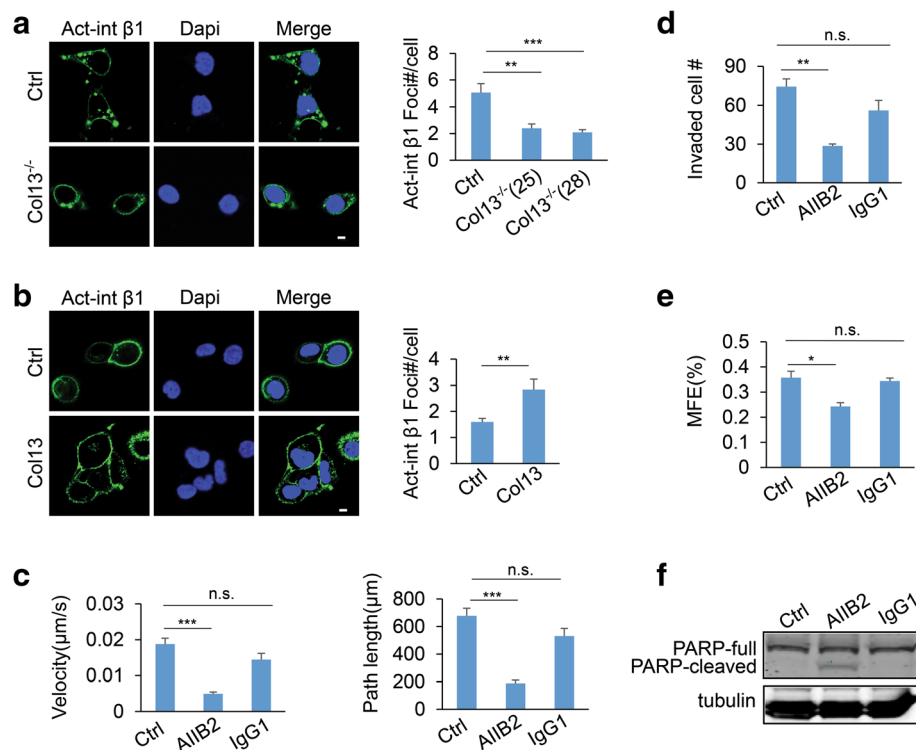 a
Act-int β1 Dapi Merge
Ctrl
Col13-/-
Act-int β1 Foci#/cell
8
6
4
2
0
***
**
Ctrl
Col13-/-(25)
Col13-/-(28)
d
Invaded cell #
90
60
30
0
n.s.
**
Ctrl
AIIB2
IgG1
b
Act-int β1 Dapi Merge
Ctrl
Col13
Act-int β1 Foci#/cell
4
3
2
1
0
**
Ctrl
Col13
e
MFE(%)
0.5
0.4
0.3
0.2
0.1
0
n.s.
*
Ctrl
AIIB2
IgG1
c
Velocity(μm/s)
0.03
0.02
0.01
0
n.s.
***
Ctrl
AIIB2
IgG1
Path length(μm)
800
600
400
200
0
n.s.
***
Ctrl
AIIB2
IgG1
f
Ctrl AIIB2 IgG1
PARP-full
PARP-cleaved
tubulin